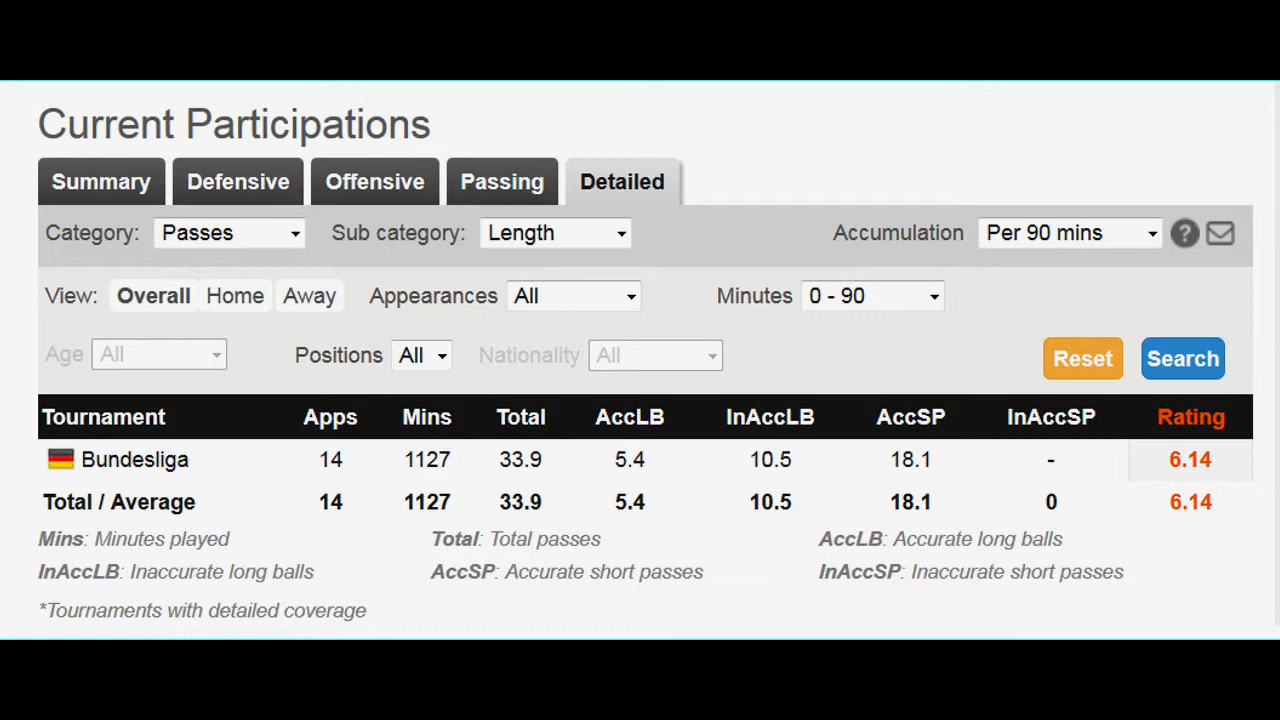 Current Participations
Summary Defensive Offensive Passing Detailed
Category: Passes Sub category: Length Accumulation Per 90 mins ?
View: Overall Home Away Appearances All Minutes 0 - 90
Age All Positions All Nationality All Reset Search
Tournament Apps Mins Total AccLB InAccLB AccSP InAccSP Rating
Bundesliga 14 1127 33.9 5.4 10.5 18.1 - 6.14
Total / Average 14 1127 33.9 5.4 10.5 18.1 0 6.14
Mins: Minutes played Total: Total passes AccLB: Accurate long balls
InAccLB: Inaccurate long balls AccSP: Accurate short passes InAccSP: Inaccurate short passes
*Tournaments with detailed coverage